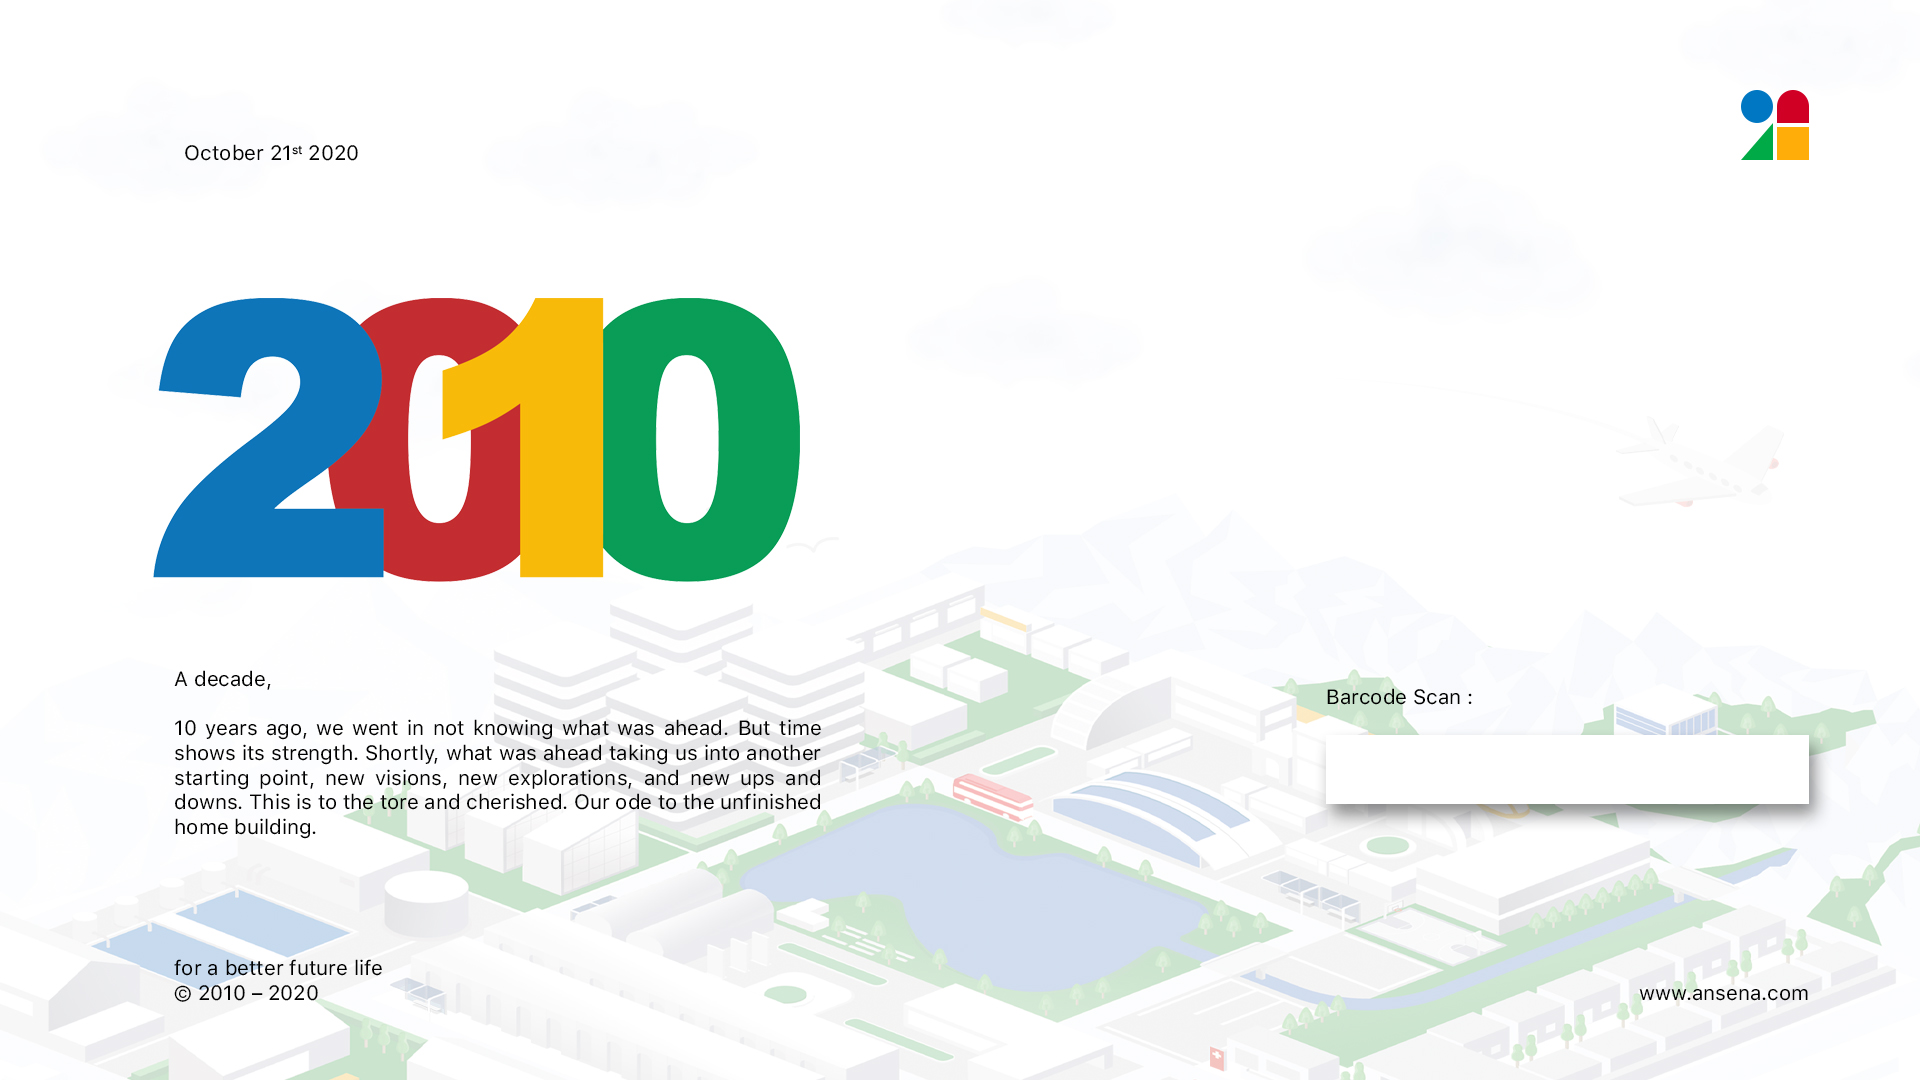 October 21st 2020
2010
A decade,
10 years ago, we went in not knowing what was ahead. But time
shows its strength. Shortly, what was ahead taking us into another
starting point, new visions, new explorations, and new ups and
downs. This is to the tore and cherished. Our ode to the unfinished
home building.
Barcode Scan :
for a better future life
© 2010 – 2020
www.ansena.com